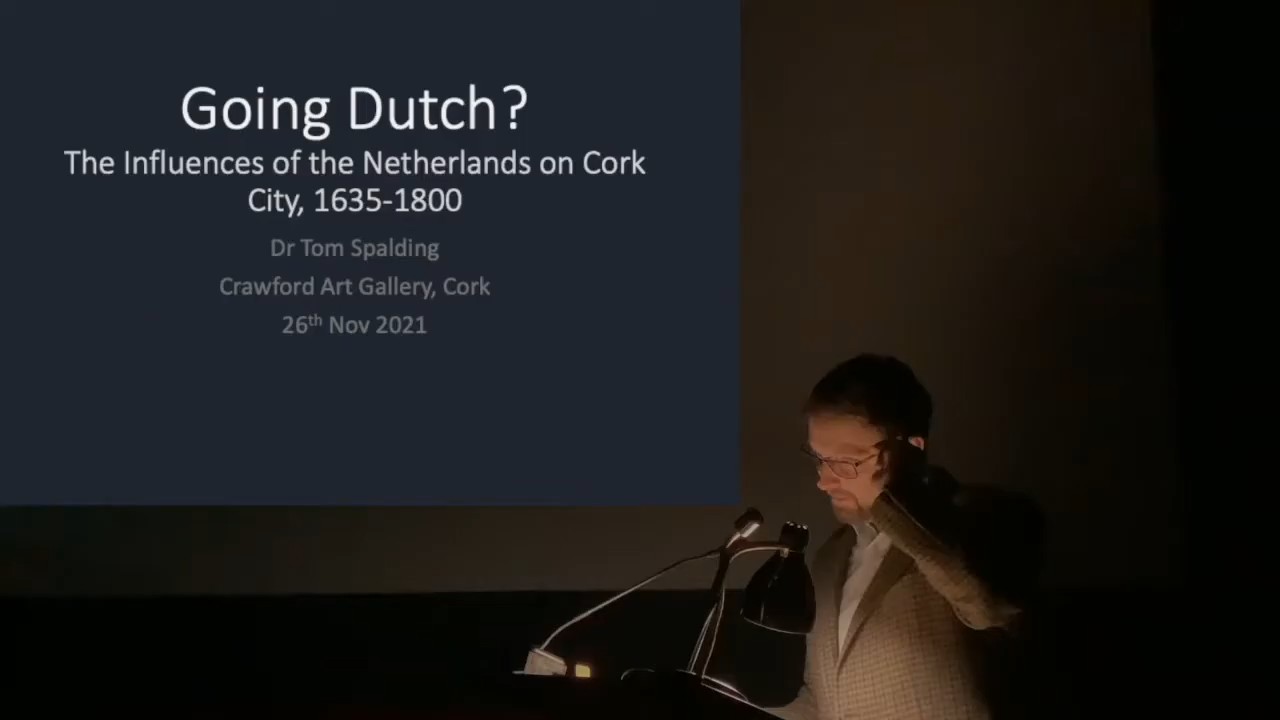 Going Dutch?
The Influences of the Netherlands on Cork
City, 1635-1800
Dr Tom Spalding
Crawford Art Gallery, Cork
26th Nov 2021